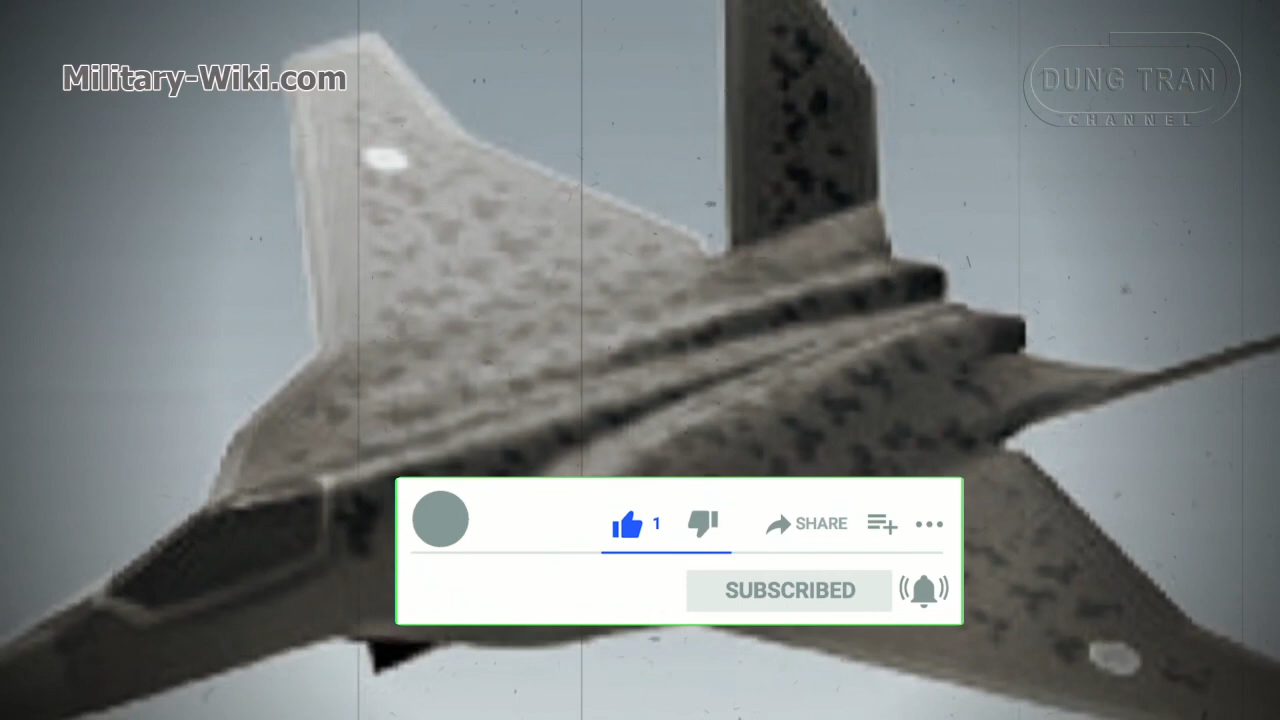 Military-Wiki.com
DUNG TRAN
CHANNEL
1
SHARE
SUBSCRIBED